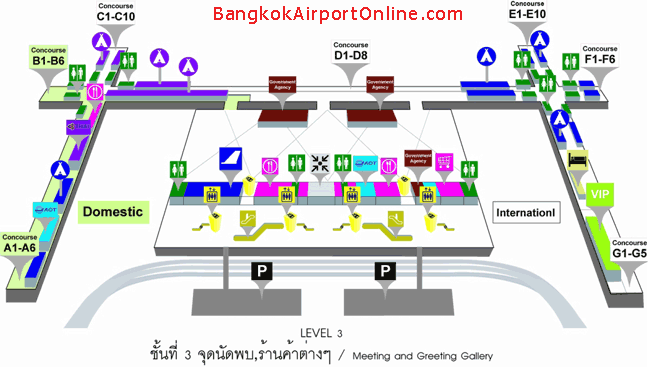 BangkokAirportOnline.com
Concourse
C1-C10
Concourse
E1-E10
Concourse
B1-B6
Concourse
D1-D8
Concourse
F1-F6
Government
Agency
Government
Agency
AOT
Government
Agency
AOT
VIP
Domestic
Internationl
Concourse
A1-A6
Concourse
G1-G5
P
P
LEVEL 3
ชั้นที่ 3 จุดนัดพบ,ร้านค้าต่างๆ / Meeting and Greeting Gallery